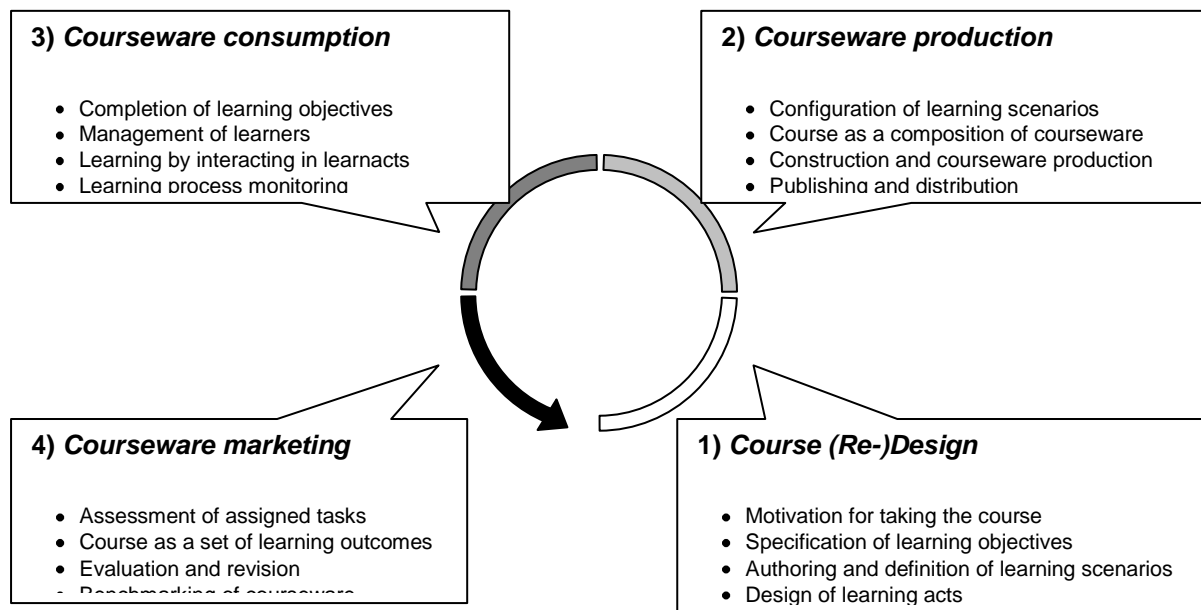 3) Courseware consumption
• Completion of learning objectives
• Management of learners
• Learning by interacting in learnacts
• Learning process monitoring
2) Courseware production
• Configuration of learning scenarios
• Course as a composition of courseware
• Construction and courseware production
• Publishing and distribution
4) Courseware marketing
• Assessment of assigned tasks
• Course as a set of learning outcomes
• Evaluation and revision
• Benchmarking of courseware
1) Course (Re-)Design
• Motivation for taking the course
• Specification of learning objectives
• Authoring and definition of learning scenarios
• Design of learning acts